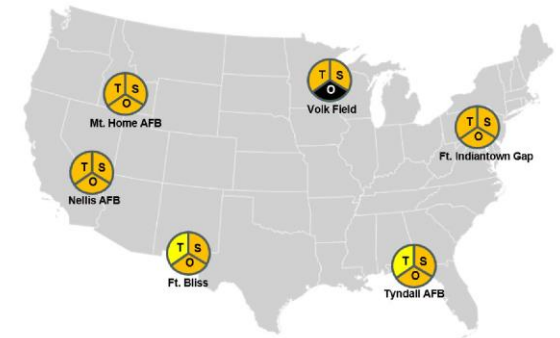 T S
O
Mt. Home AFB
T S
O
Volk Field
T S
O
Ft. Indiantown Gap
T S
O
Nellis AFB
T S
O
Ft. Bliss
T S
O
Tyndall AFB